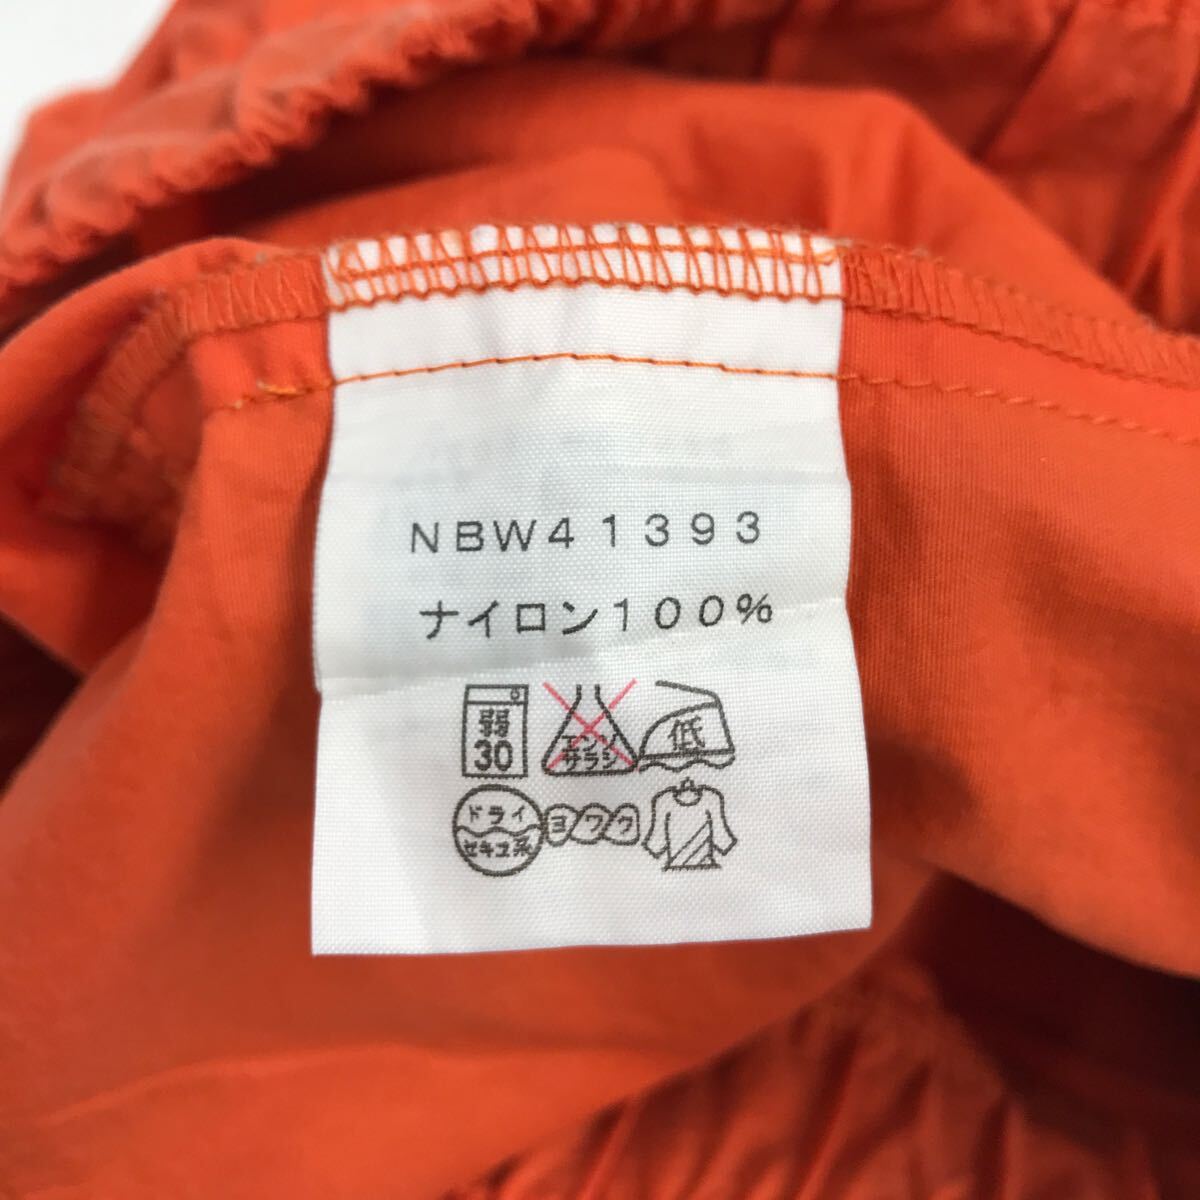 NBW41393
ナイロン100%
弱 30 エンソ サラシ 低
ドライ セキユ系 ヨワク